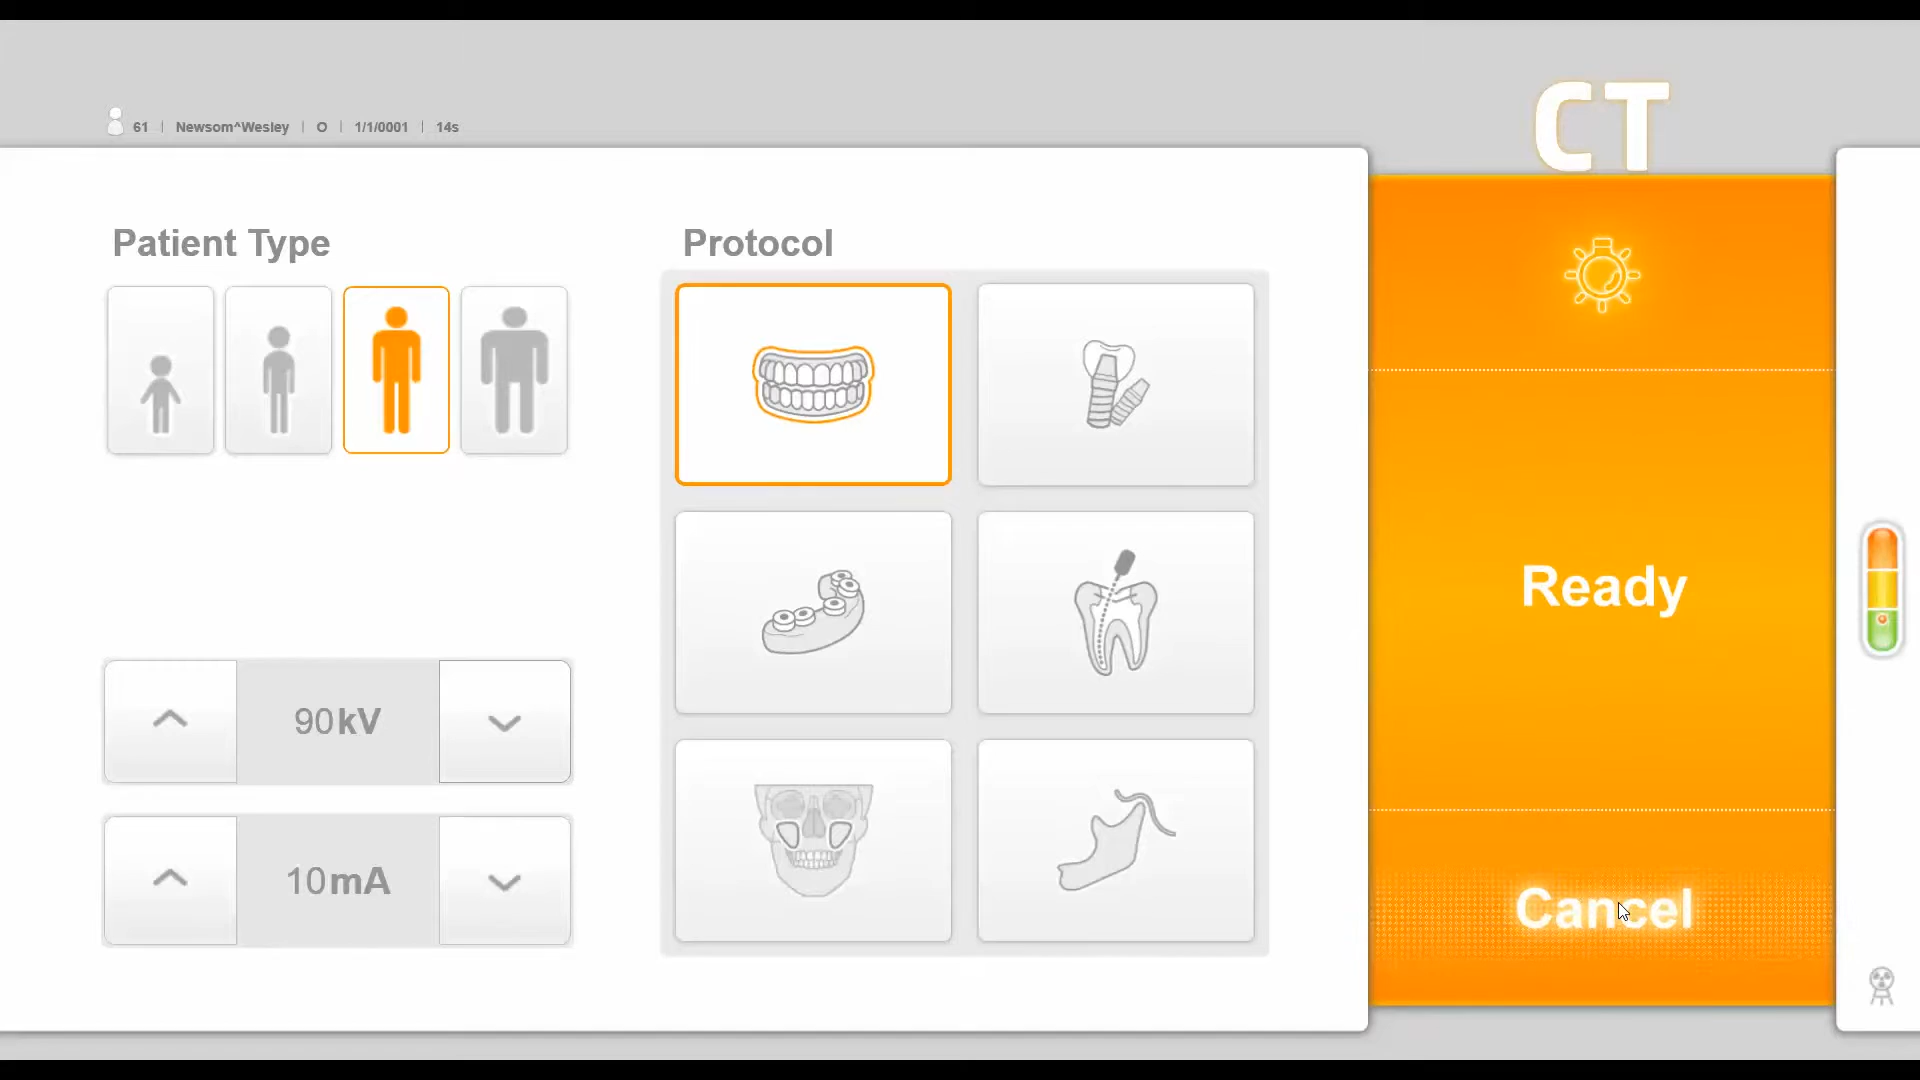 CT
61 | Newsom^Wesley | O | 1/1/0001 | 14s
Patient Type
Protocol
90kV
10mA
Ready
Cancel